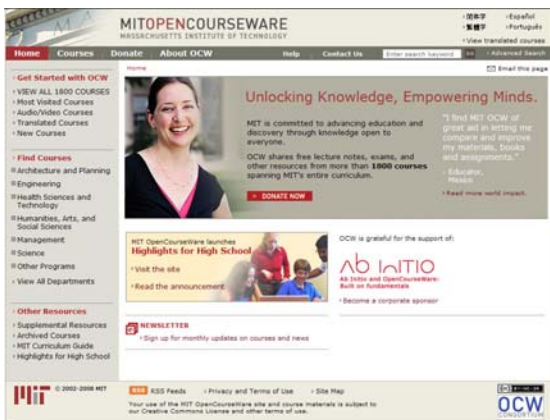 MITOPENCOURSEWARE
MASSACHUSETTS INSTITUTE OF TECHNOLOGY
Español
繁體字 Português
View translated courses
Home Courses Donate About OCW Help Contact Us Enter search keyword GO Advanced Search
Home Email this page
Get Started with OCW
VIEW ALL 1800 COURSES
Most Visited Courses
Audio/Video Courses
Translated Courses
New Courses
Find Courses
Architecture and Planning
Engineering
Health Sciences and
Technology
Humanities, Arts, and
Social Sciences
Management
Science
Other Programs
View All Departments
Other Resources
Supplemental Resources
Archived Courses
MIT Curriculum Guide
Highlights for High School
Unlocking Knowledge, Empowering Minds.
MIT is committed to advancing education and
discovery through knowledge open to
everyone.
OCW shares free lecture notes, exams, and
other resources from more than 1800 courses
spanning MIT's entire curriculum.
DONATE NOW
"I find MIT OCW of
great aid in letting me
compare and improve
my materials, books
and assignments."
- Educator,
Mexico
Read more world impact.
MIT OpenCourseWare launches
Highlights for High School
Visit the site
Read the announcement
OCW is grateful for the support of:
Ab Initio
Ab Initio and OpenCourseWare:
Built on fundamentals
Become a corporate sponsor
NEWSLETTER
Sign up for monthly updates on courses and news
MIT © 2002-2008 MIT
RSS RSS Feeds Privacy and Terms of Use Site Map
Your use of the MIT OpenCourseWare site and course materials is subject to
our Creative Commons License and other terms of use.
OCW
CONSORTIUM